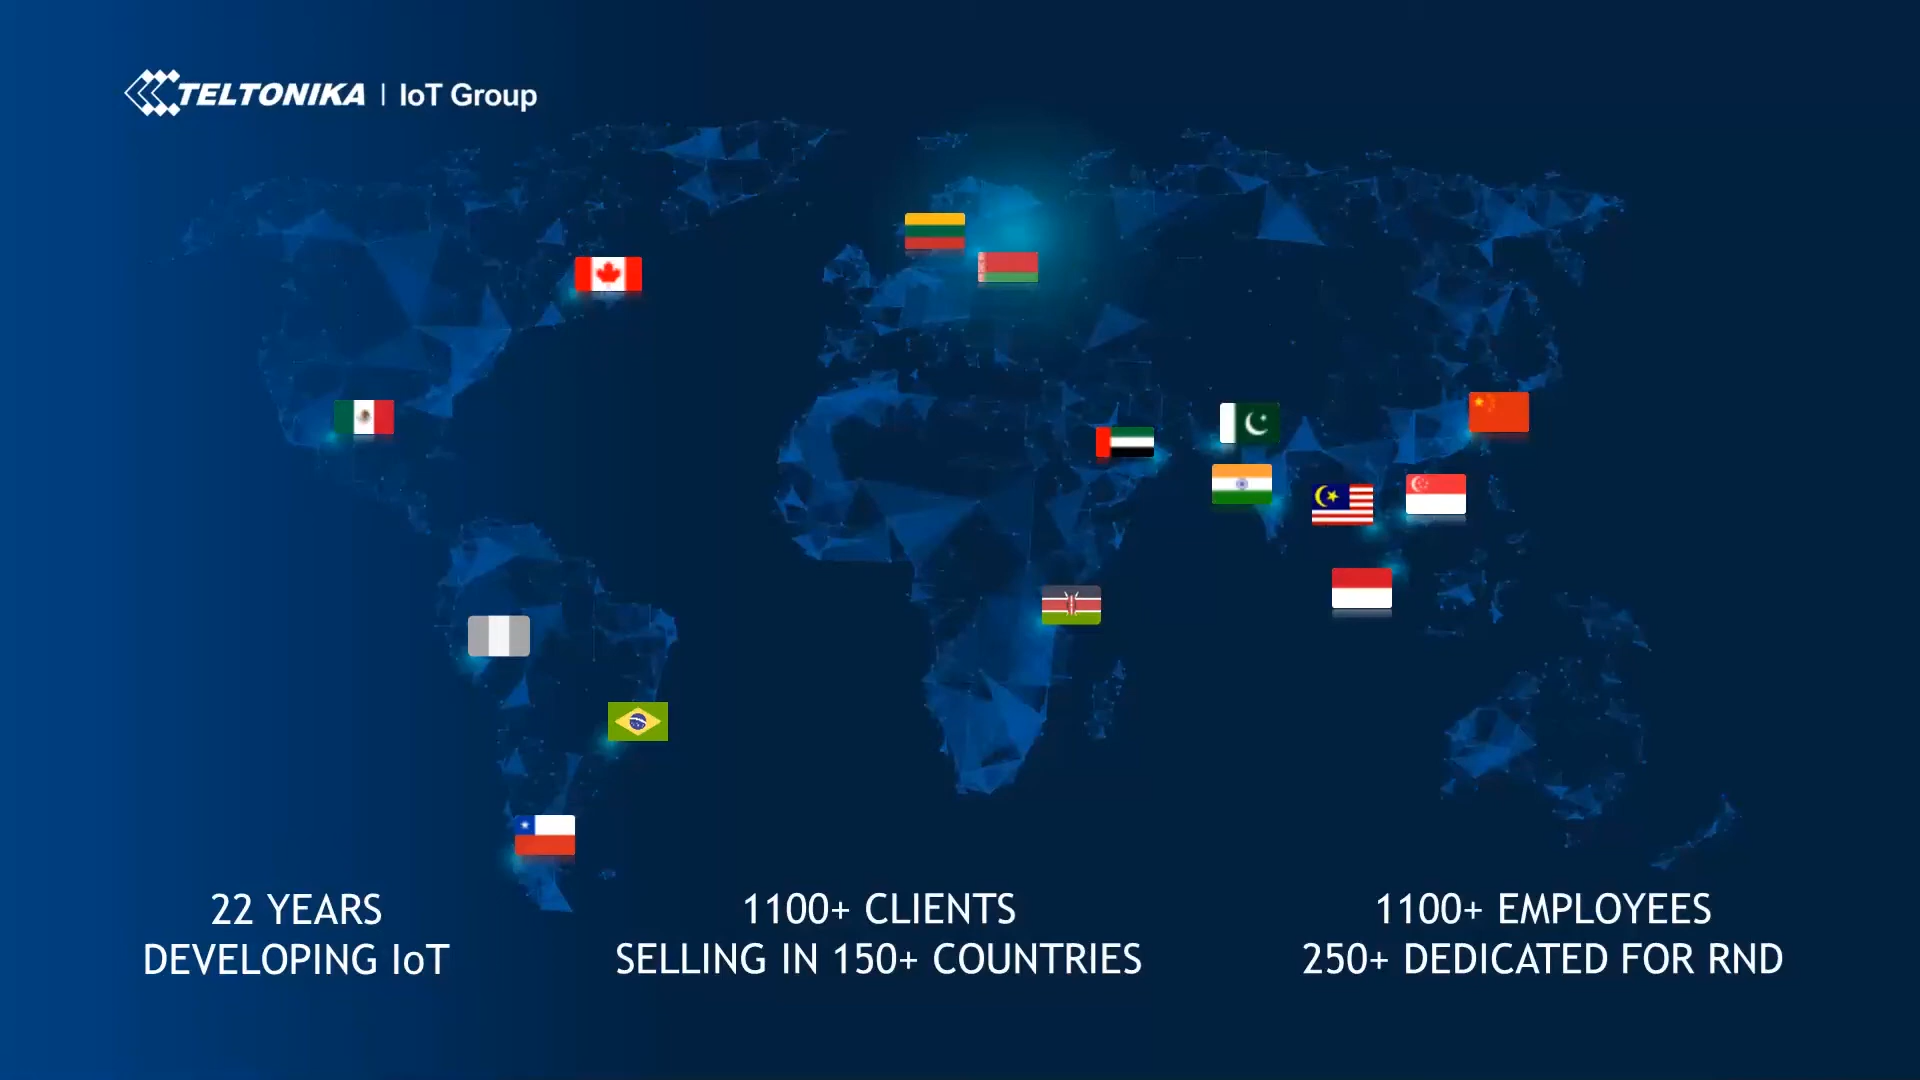 TELTONIKA | IoT Group
22 YEARS
DEVELOPING IoT
1100+ CLIENTS
SELLING IN 150+ COUNTRIES
1100+ EMPLOYEES
250+ DEDICATED FOR RND